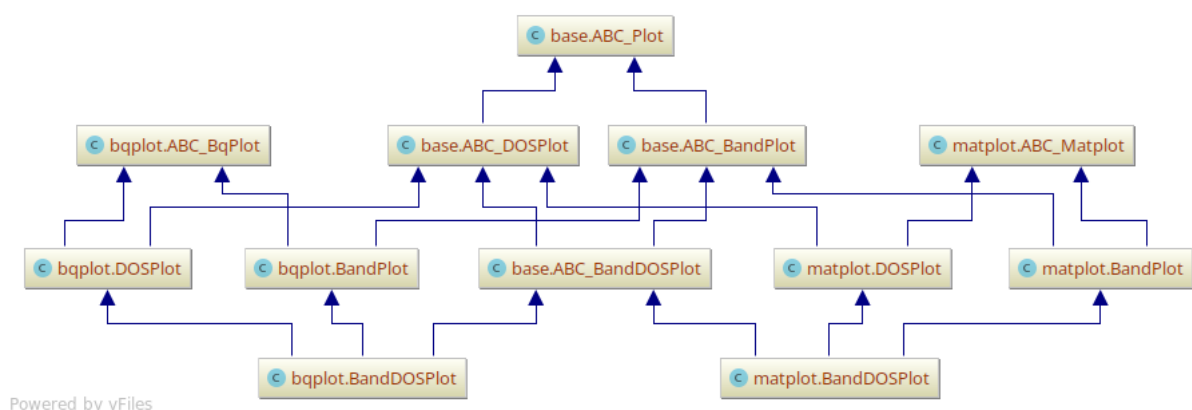 C base.ABC_Plot
C bqplot.ABC_BqPlot
C base.ABC_DOSPlot
C base.ABC_BandPlot
C matplot.ABC_Matplot
C bqplot.DOSPlot
C bqplot.BandPlot
C base.ABC_BandDOSPlot
C matplot.DOSPlot
C matplot.BandPlot
C bqplot.BandDOSPlot
C matplot.BandDOSPlot
Powered by yFiles